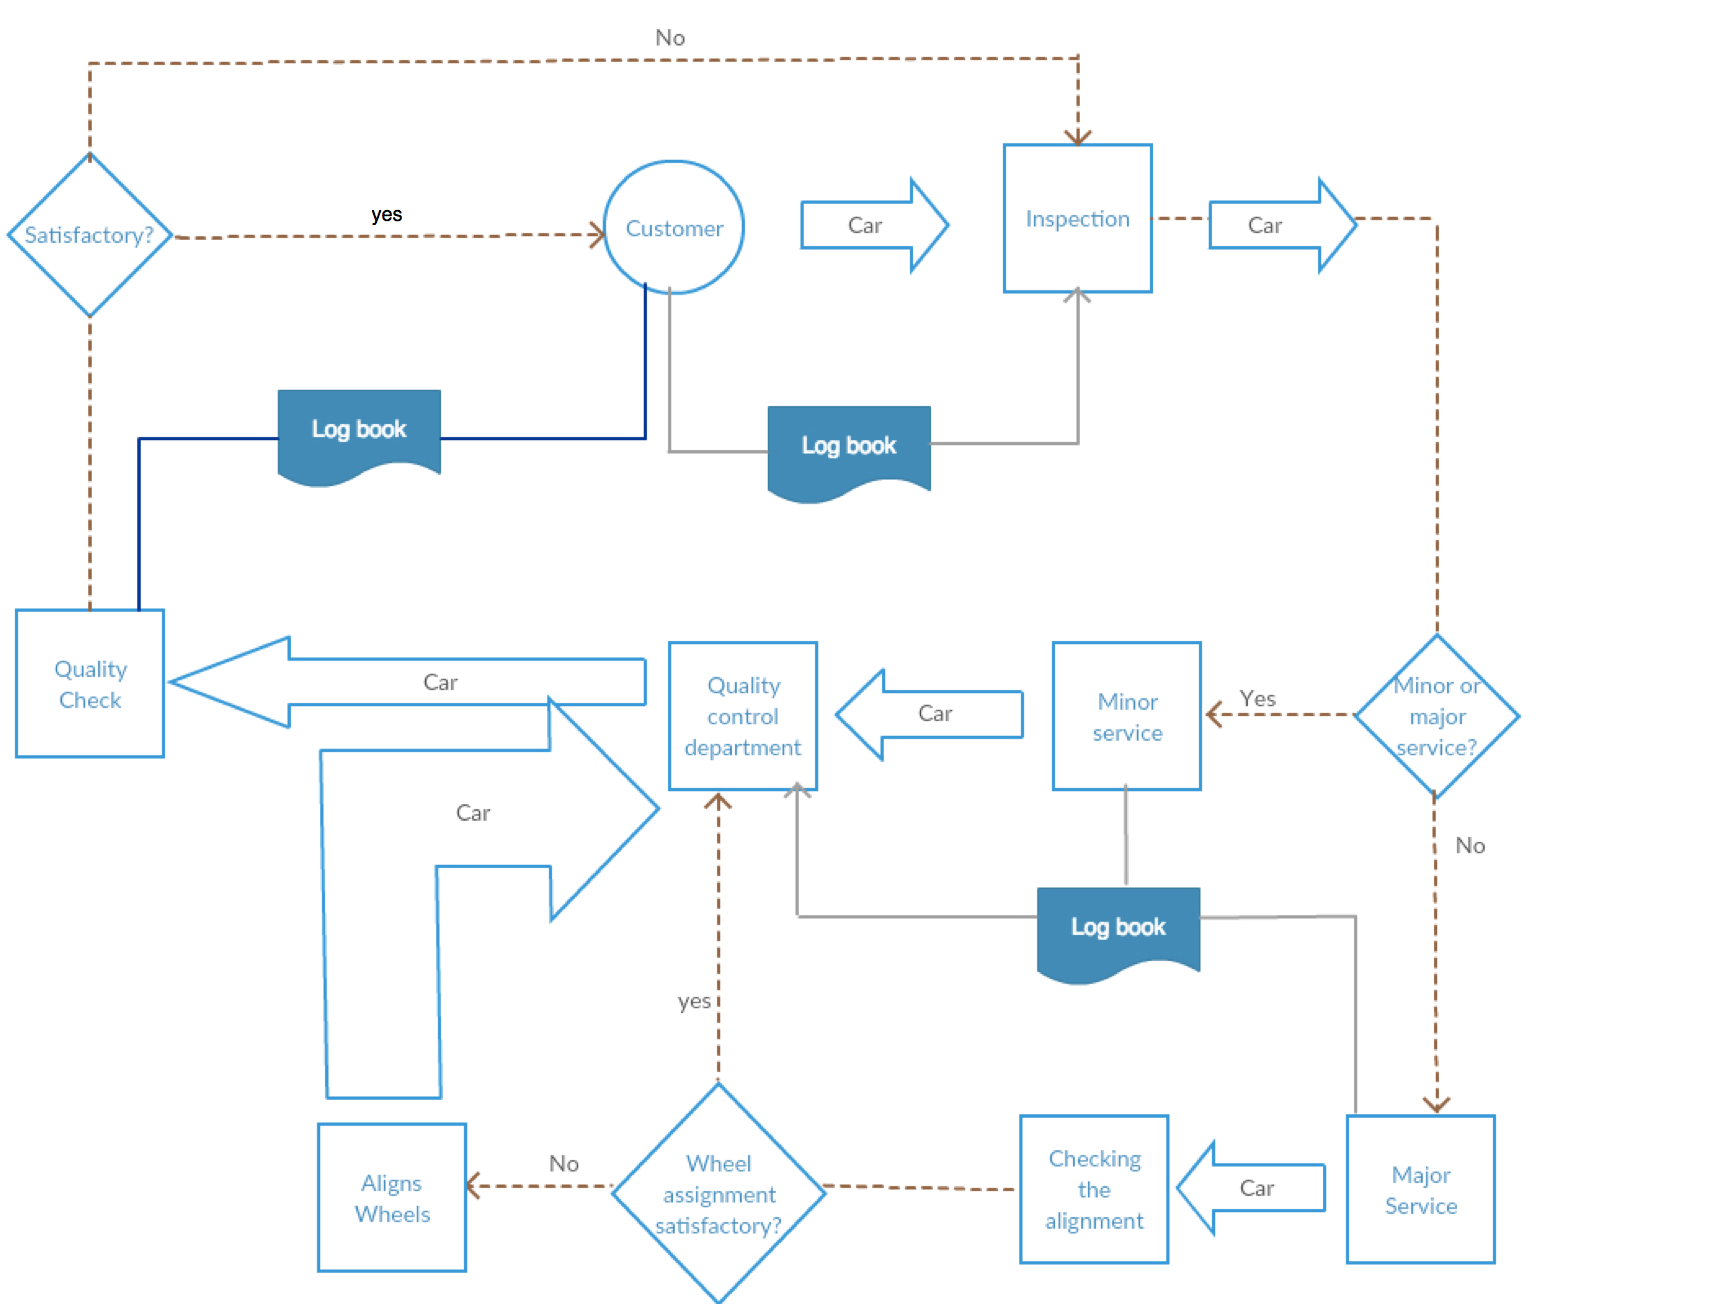 No
Satisfactory?
yes
Customer
Car
Inspection
Car
Log book
Log book
Quality
Check
Car
Quality
control
department
Car
Minor
service
Yes
Minor or
major
service?
Car
No
Log book
yes
Aligns
Wheels
No
Wheel
assignment
satisfactory?
Checking
the
alignment
Car
Major
Service